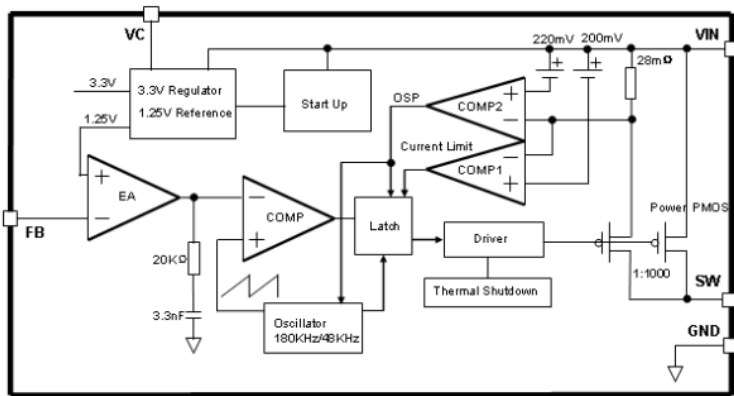 VC
VIN
220mV
200mV
28mΩ
3.3V
3.3V Regulator
1.25V Reference
1.25V
Start Up
OSP
COMP2
+
−
Current Limit
COMP1
−
+
+
EA
−
FB
−
COMP
+
Latch
Driver
Power PMOS
1:1000
20KΩ
Thermal Shutdown
SW
3.3nF
Oscillator
180KHz/48KHz
GND